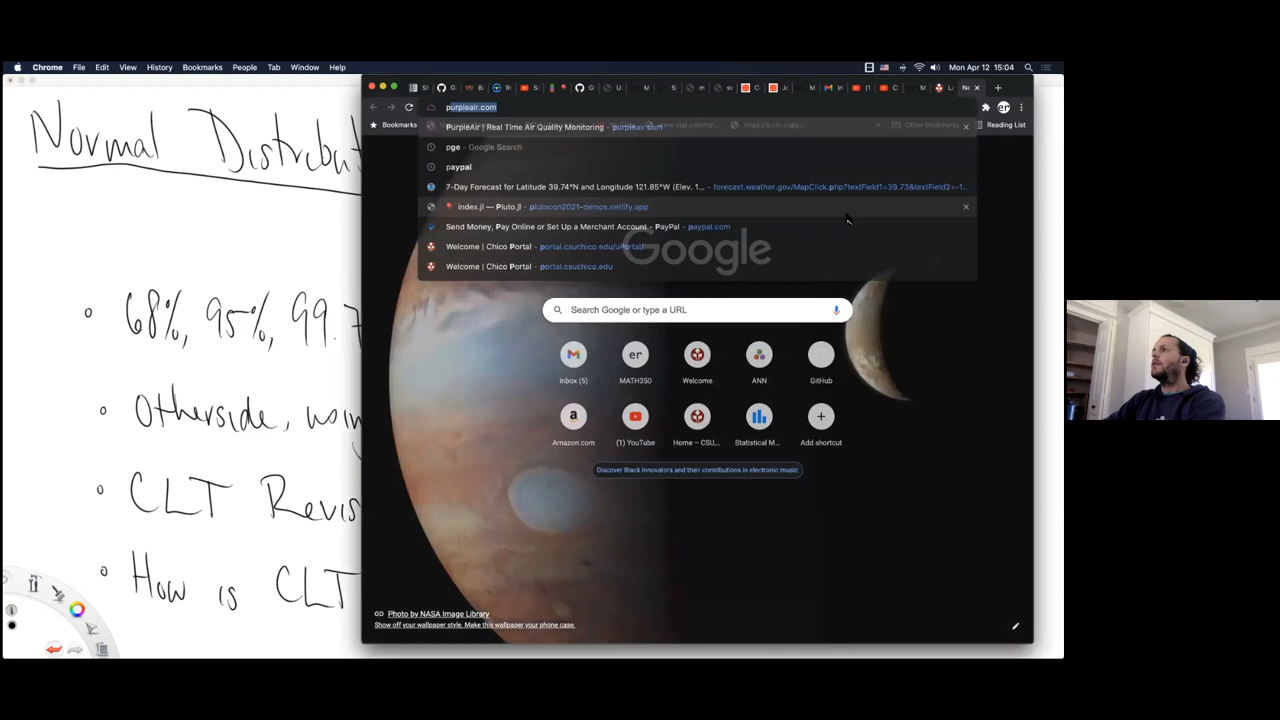 Chrome File Edit View History Bookmarks People Tab Window Help
Mon Apr 12 15:04
Normal Distribut
purpleair.com
Bookmarks
Other Bookmarks
Reading List
PurpleAir | Real Time Air Quality Monitoring - purpleair.com
pge - Google Search
paypal
7-Day Forecast for Latitude 39.74°N and Longitude 121.85°W (Elev. 1... - forecast.weather.gov/MapClick.php?textField1=39.73&textField2=-1...
index.jl — Pluto.jl - plutocon2021-demos.netlify.app
Send Money, Pay Online or Set Up a Merchant Account - PayPal - paypal.com
Welcome | Chico Portal - portal.csuchico.edu/uPortal/
Welcome | Chico Portal - portal.csuchico.edu
Google
Search Google or type a URL
Inbox (5)
er
MATH350
Welcome
ANN
GitHub
Amazon.com
(1) YouTube
Home – CSU,...
Statistical M...
Add shortcut
Discover Black innovators and their contributions in electronic music
Photo by NASA Image Library
Show off your wallpaper style. Make this wallpaper your phone case.
• 68%, 95%, 99.7
• Otherside, usin
• CLT Revis
• How is CLT